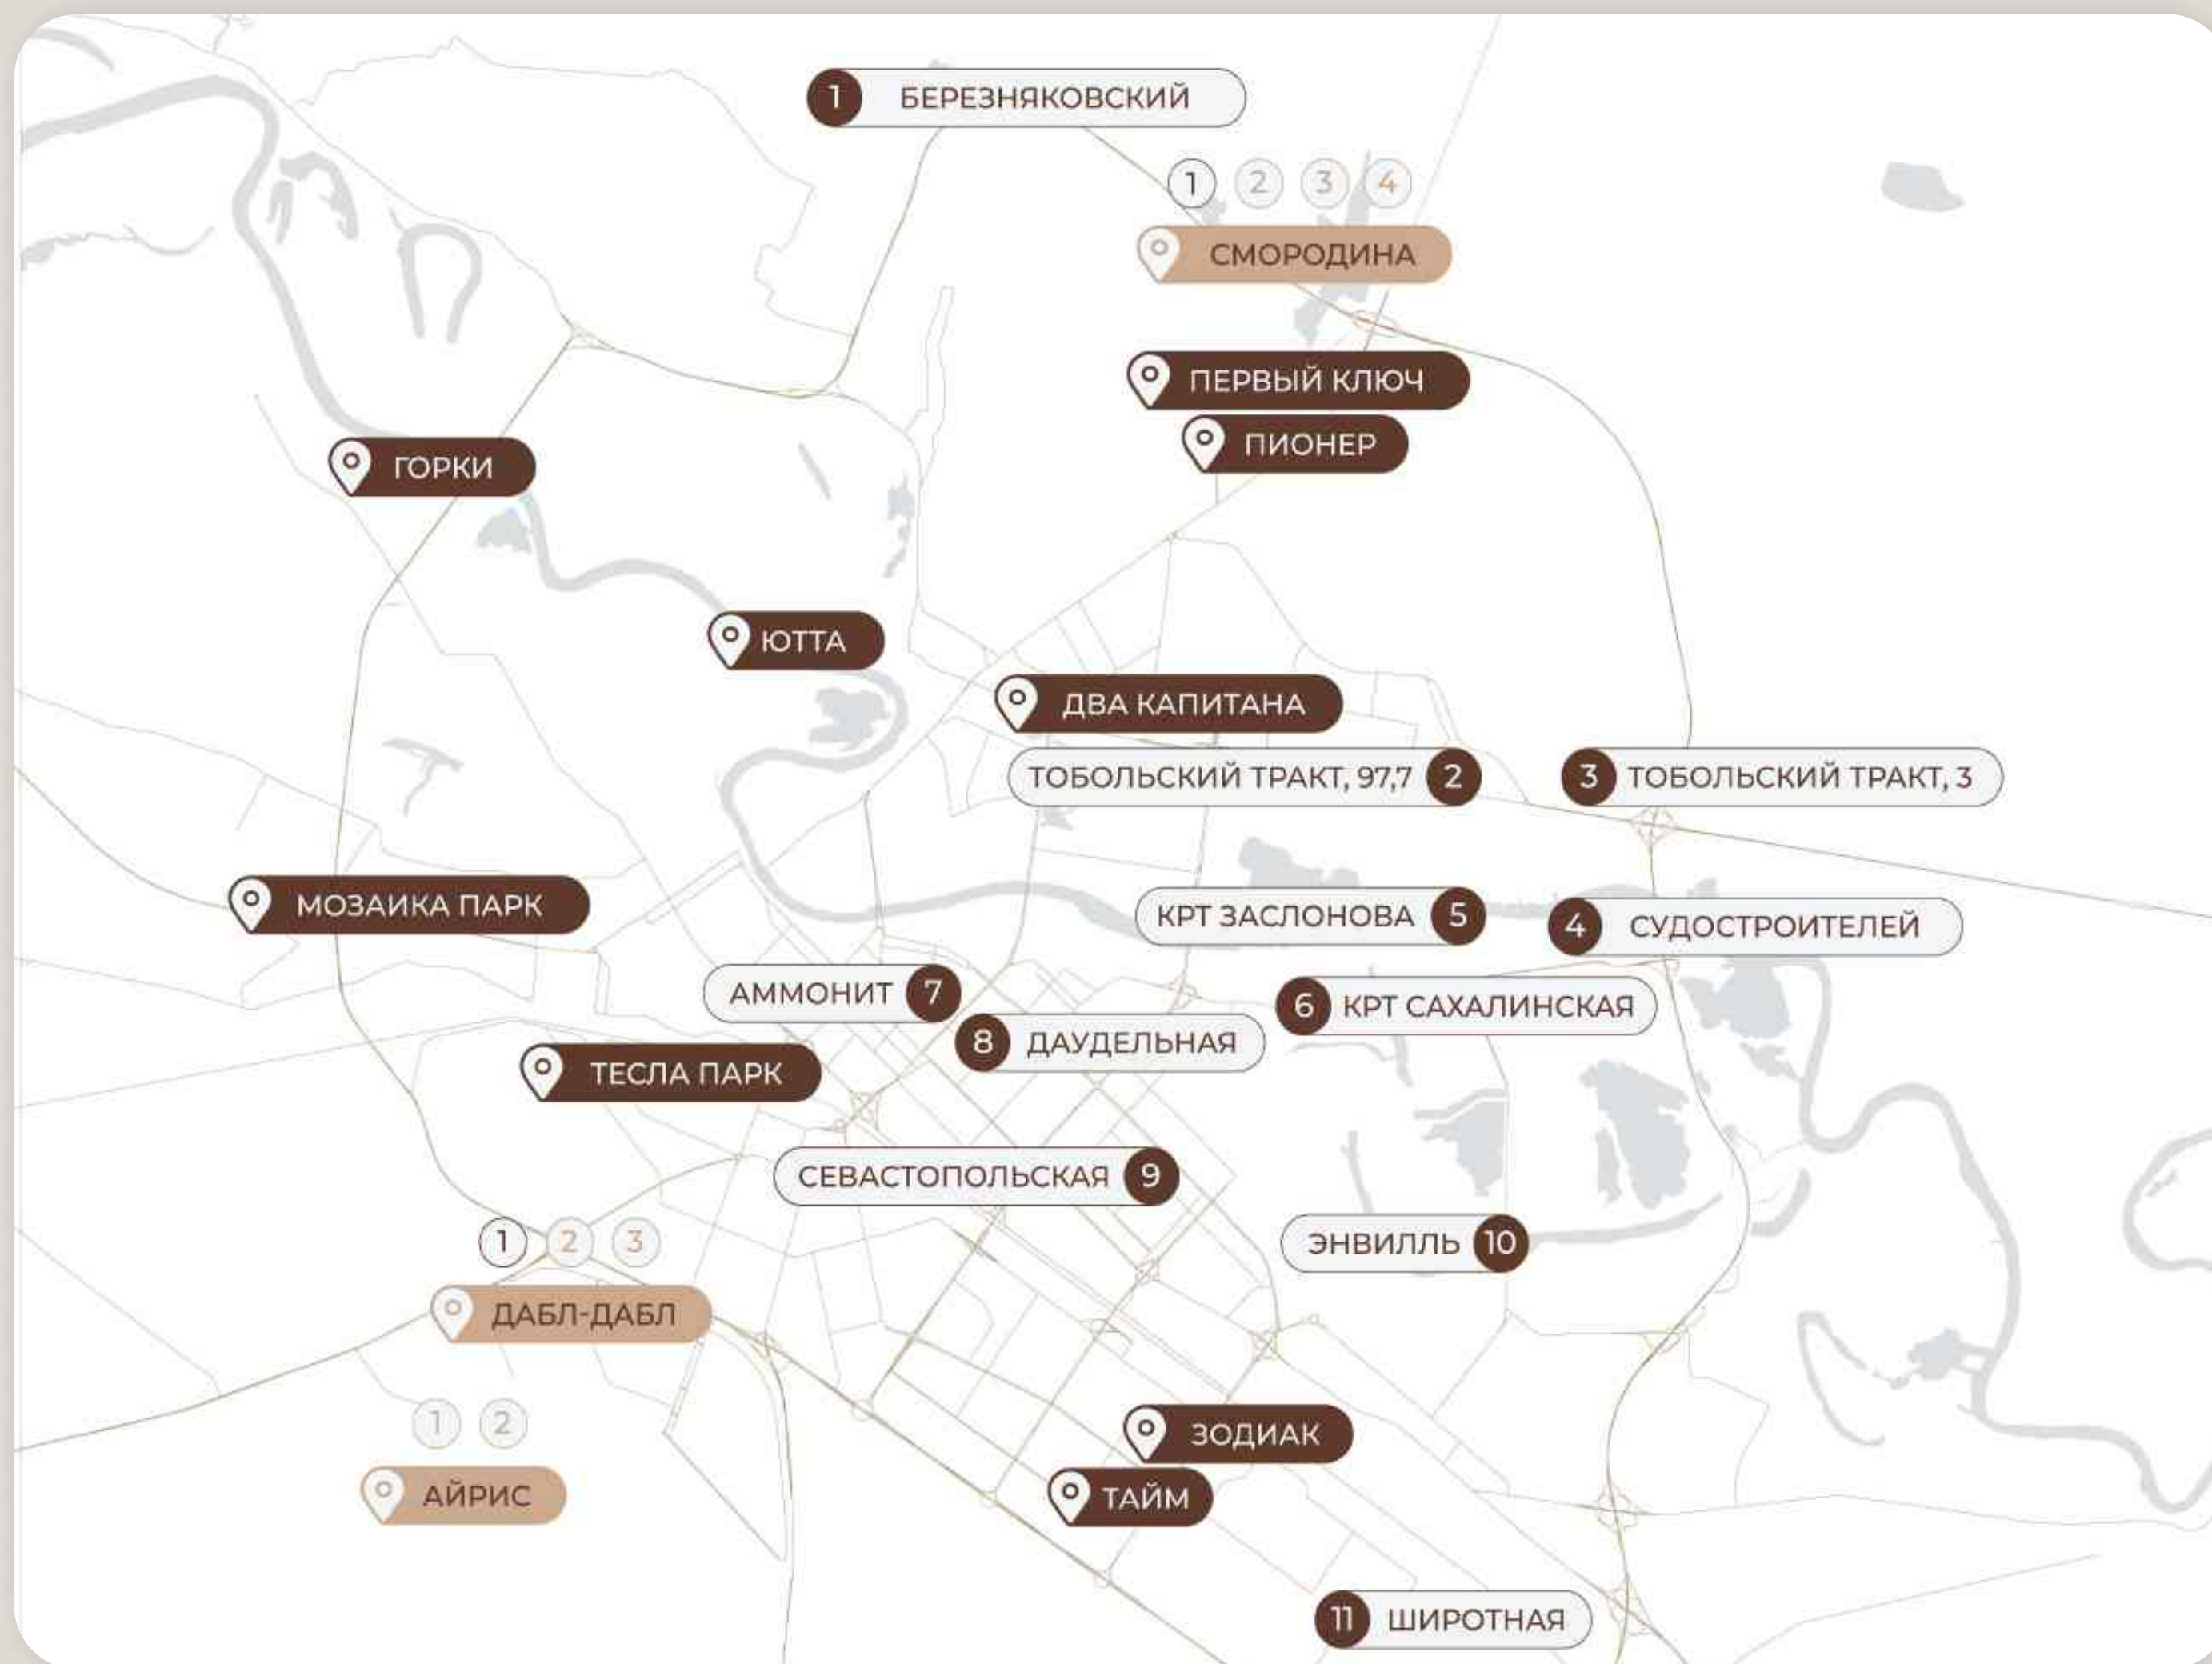 1 БЕРЕЗНЯКОВСКИЙ
1 2 3 4
СМОРОДИНА
ПЕРВЫЙ КЛЮЧ
ПИОНЕР
ГОРКИ
ЮТТА
ДВА КАПИТАНА
ТОБОЛЬСКИЙ ТРАКТ, 97,7 2
3 ТОБОЛЬСКИЙ ТРАКТ, 3
МОЗАИКА ПАРК
КРТ ЗАСЛОНОВА 5
4 СУДОСТРОИТЕЛЕЙ
АММОНИТ 7
6 КРТ САХАЛИНСКАЯ
8 ДАУДЕЛЬНАЯ
ТЕСЛА ПАРК
СЕВАСТОПОЛЬСКАЯ 9
ЭНВИЛЛЬ 10
1 2 3
ДАБЛ-ДАБЛ
1 2
АЙРИС
ЗОДИАК
ТАЙМ
11 ШИРОТНАЯ